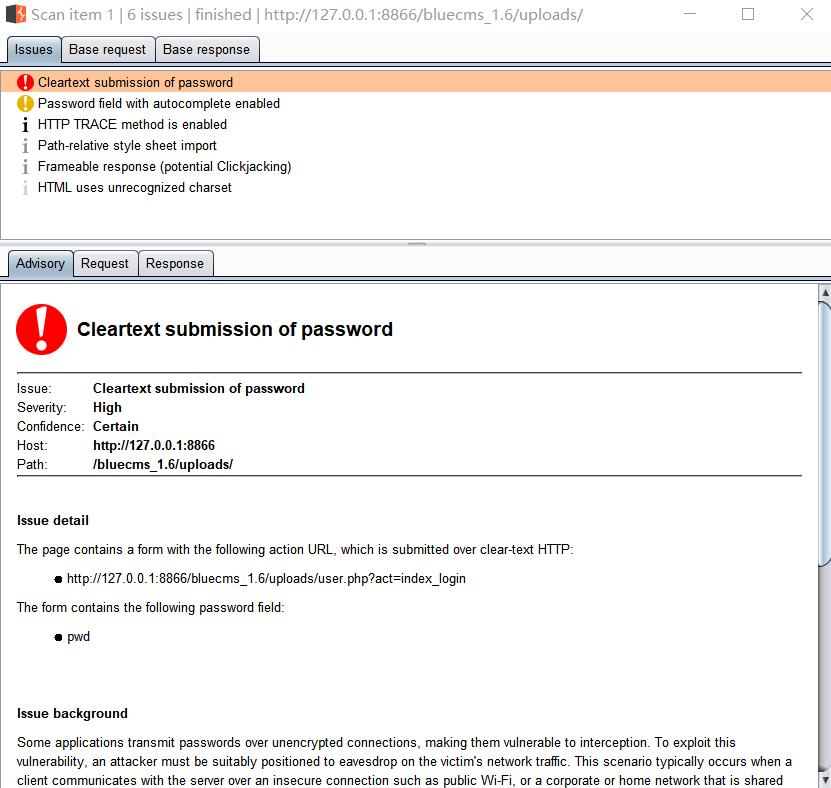 Scan item 1 | 6 issues | finished | http://127.0.0.1:8866/bluecms_1.6/uploads/
Issues Base request Base response
Cleartext submission of password
Password field with autocomplete enabled
HTTP TRACE method is enabled
Path-relative style sheet import
Frameable response (potential Clickjacking)
HTML uses unrecognized charset
Advisory Request Response
Cleartext submission of password
Issue: Cleartext submission of password
Severity: High
Confidence: Certain
Host: http://127.0.0.1:8866
Path: /bluecms_1.6/uploads/
Issue detail
The page contains a form with the following action URL, which is submitted over clear-text HTTP:
● http://127.0.0.1:8866/bluecms_1.6/uploads/user.php?act=index_login
The form contains the following password field:
● pwd
Issue background
Some applications transmit passwords over unencrypted connections, making them vulnerable to interception. To exploit this
vulnerability, an attacker must be suitably positioned to eavesdrop on the victim's network traffic. This scenario typically occurs when a
client communicates with the server over an insecure connection such as public Wi-Fi, or a corporate or home network that is shared